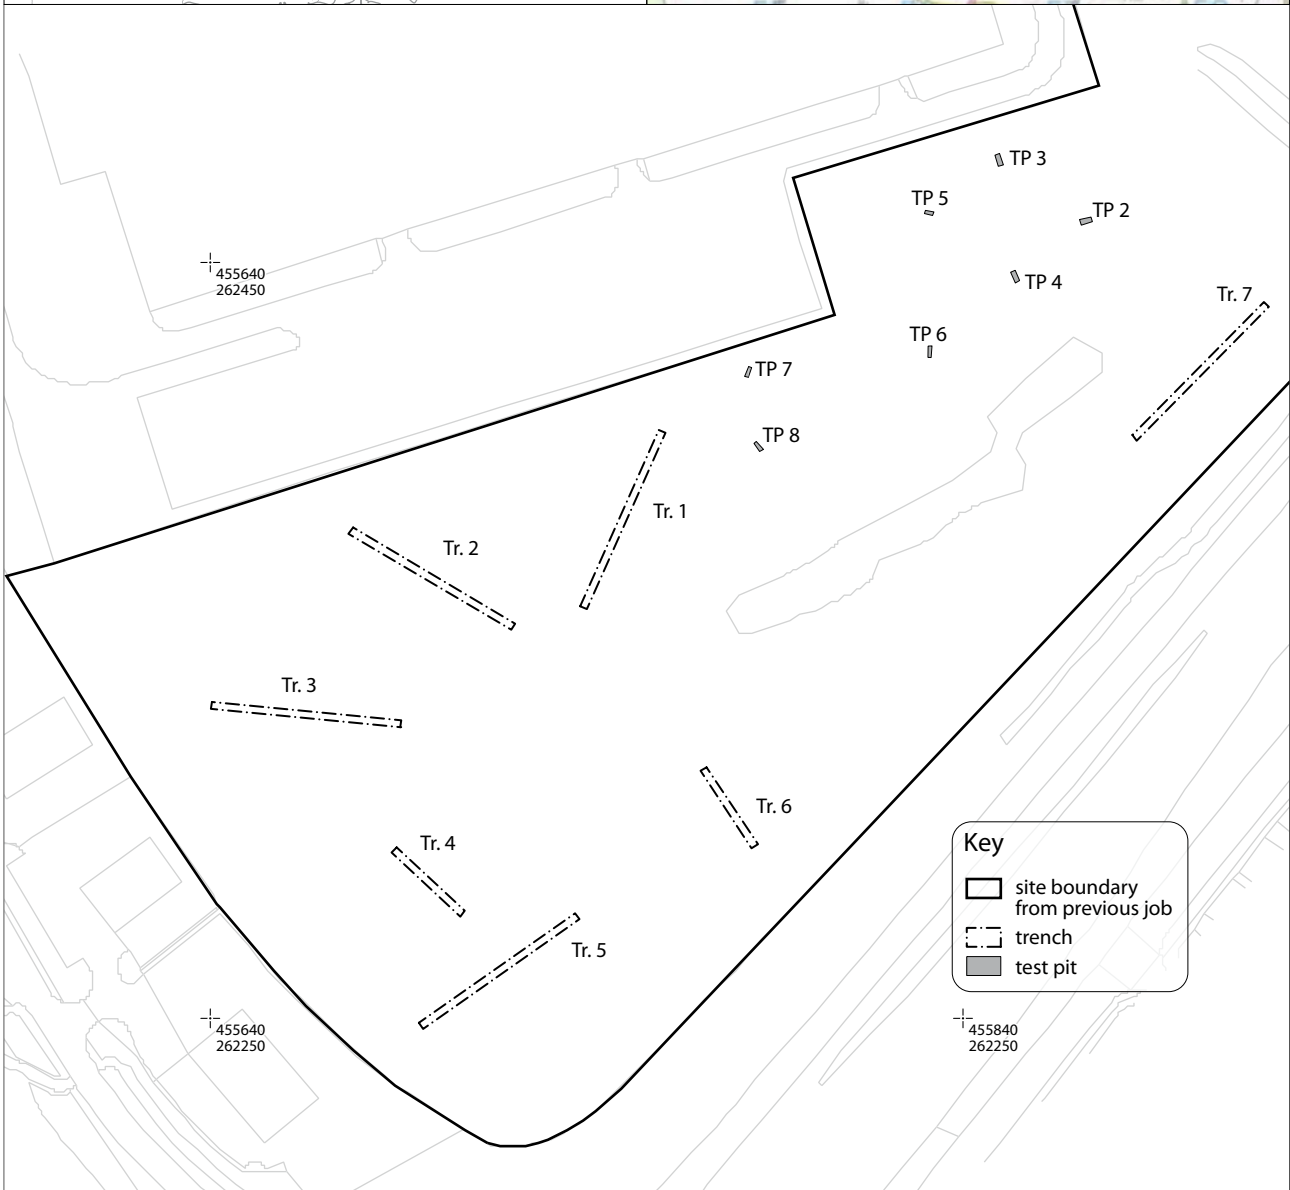 TP 3
TP 5
TP 2
455640
262450
TP 4
Tr. 7
TP 6
TP 7
TP 8
Tr. 1
Tr. 2
Tr. 3
Tr. 6
Tr. 4
Tr. 5
Key
site boundary
from previous job
trench
test pit
455640
262250
455840
262250